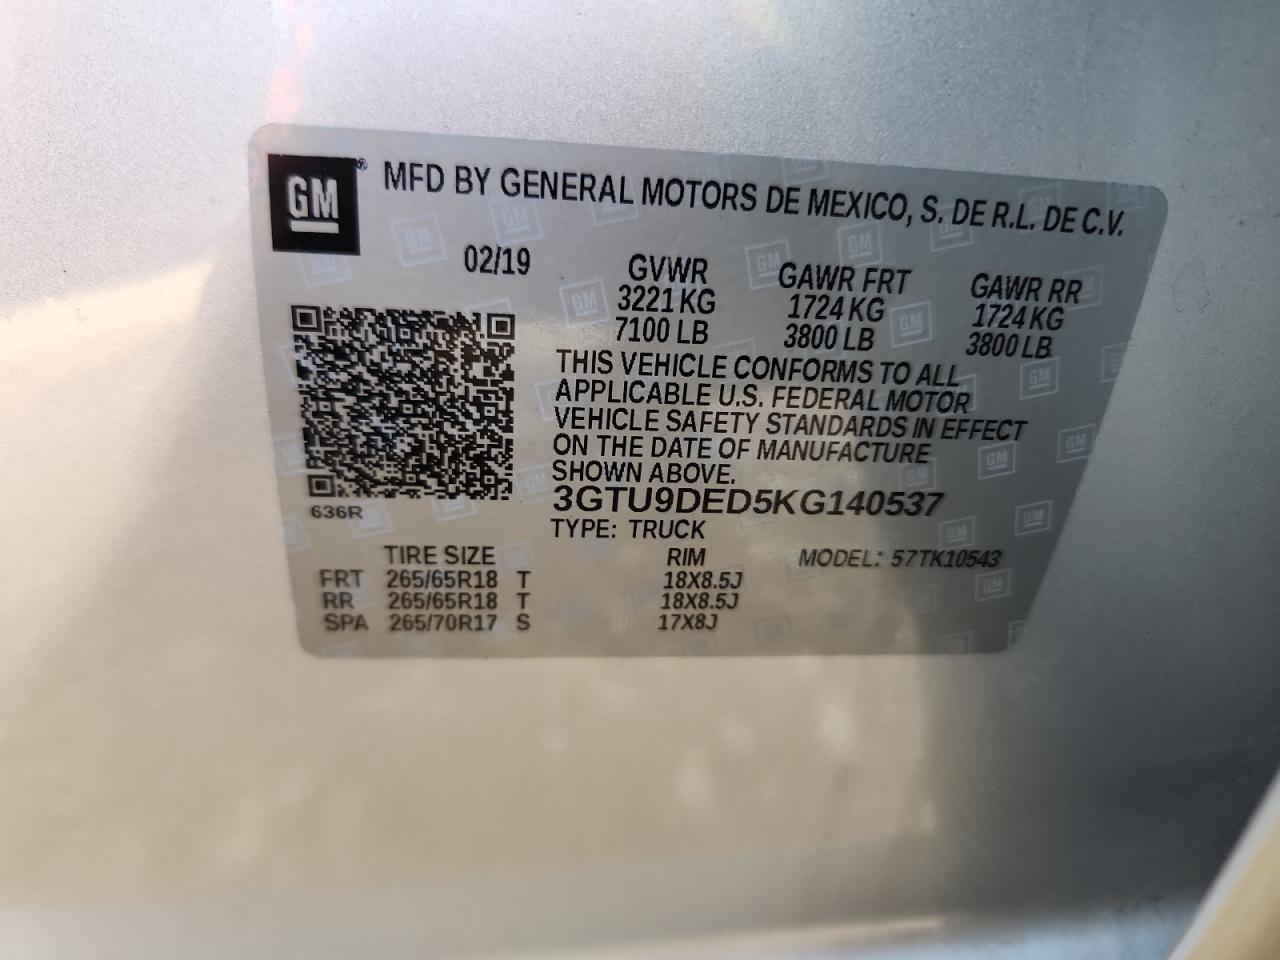 GM ® MFD BY GENERAL MOTORS DE MEXICO, S. DE R.L. DE C.V.
02/19 GVWR GAWR FRT GAWR RR
3221 KG 1724 KG 1724 KG
7100 LB 3800 LB 3800 LB
THIS VEHICLE CONFORMS TO ALL
APPLICABLE U.S. FEDERAL MOTOR
VEHICLE SAFETY STANDARDS IN EFFECT
ON THE DATE OF MANUFACTURE
SHOWN ABOVE.
636R 3GTU9DED5KG140537
TYPE: TRUCK
TIRE SIZE RIM MODEL: 57TK10543
FRT 265/65R18 T 18X8.5J
RR 265/65R18 T 18X8.5J
SPA 265/70R17 S 17X8J